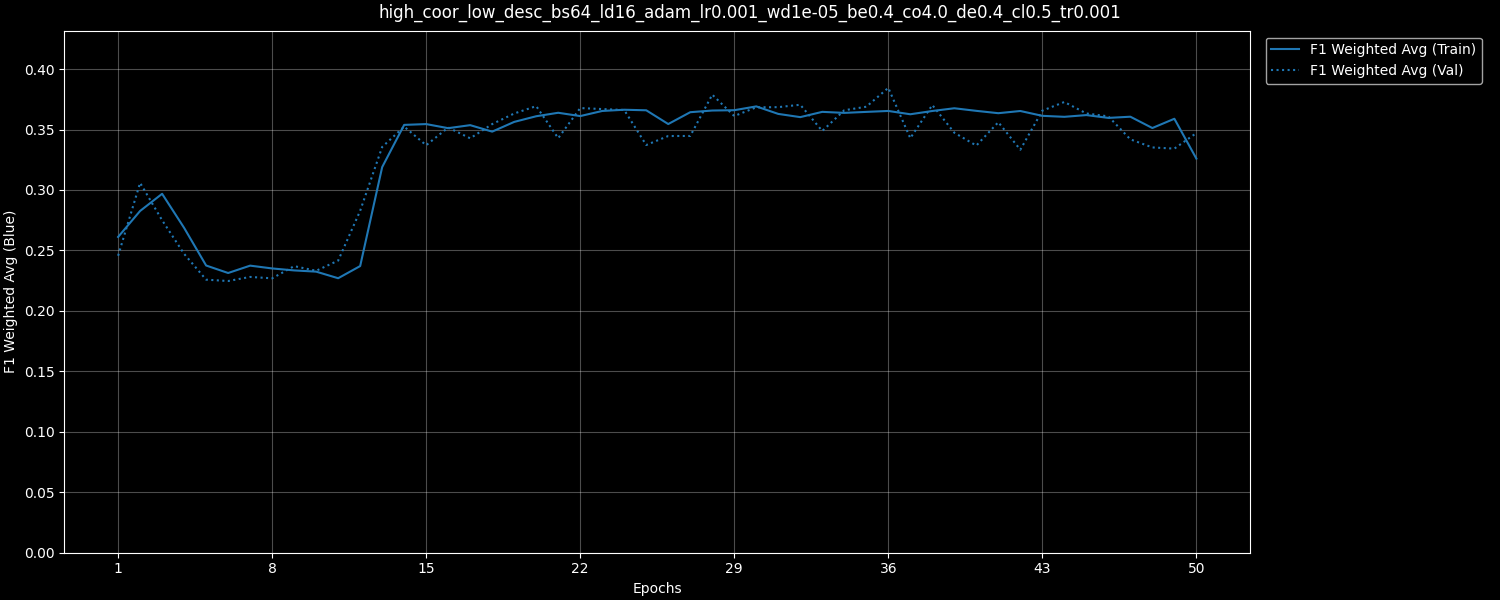 high_coor_low_desc_bs64_ld16_adam_lr0.001_wd1e-05_be0.4_co4.0_de0.4_cl0.5_tr0.001
F1 Weighted Avg (Train)
F1 Weighted Avg (Val)
F1 Weighted Avg (Blue)
0.40
0.35
0.30
0.25
0.20
0.15
0.10
0.05
0.00
1 8 15 22 29 36 43 50
Epochs